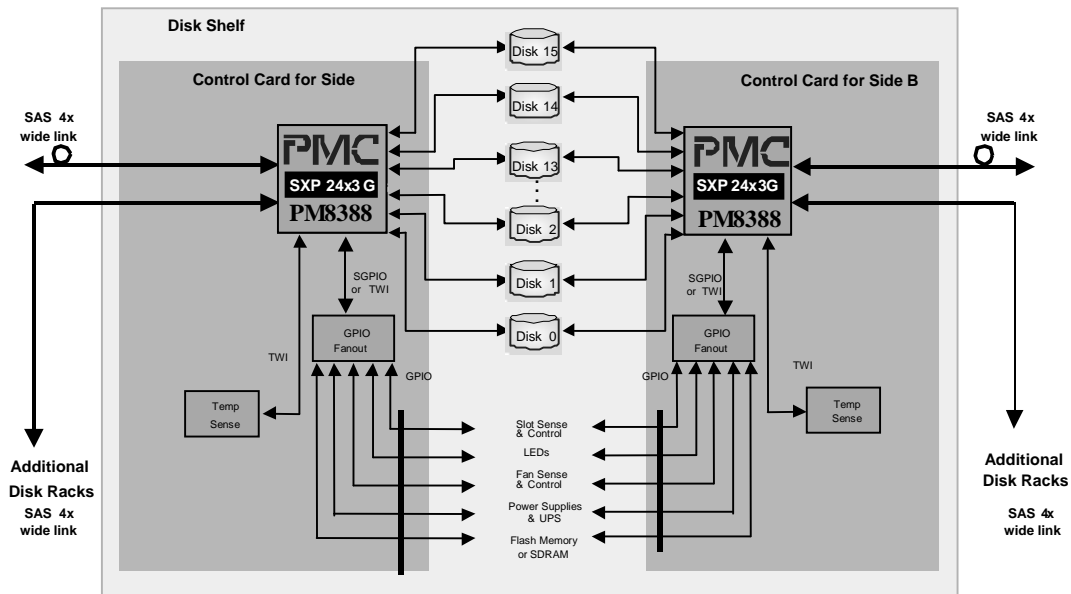 Disk Shelf
Control Card for Side
Control Card for Side B
SAS 4x
wide link
PMC
SXP 24x3G
PM8388
SGPIO
or TWI
GPIO
Fanout
TWI
GPIO
Temp
Sense
Additional
Disk Racks
SAS 4x
wide link
Disk 15
Disk 14
Disk 13
Disk 2
Disk 1
Disk 0
Slot Sense
& Control
LEDs
Fan Sense
& Control
Power Supplies
& UPS
Flash Memory
or SDRAM
SAS 4x
wide link
PMC
SXP 24x3G
PM8388
SGPIO
or TWI
GPIO
Fanout
GPIO
TWI
Temp
Sense
Additional
Disk Racks
SAS 4x
wide link